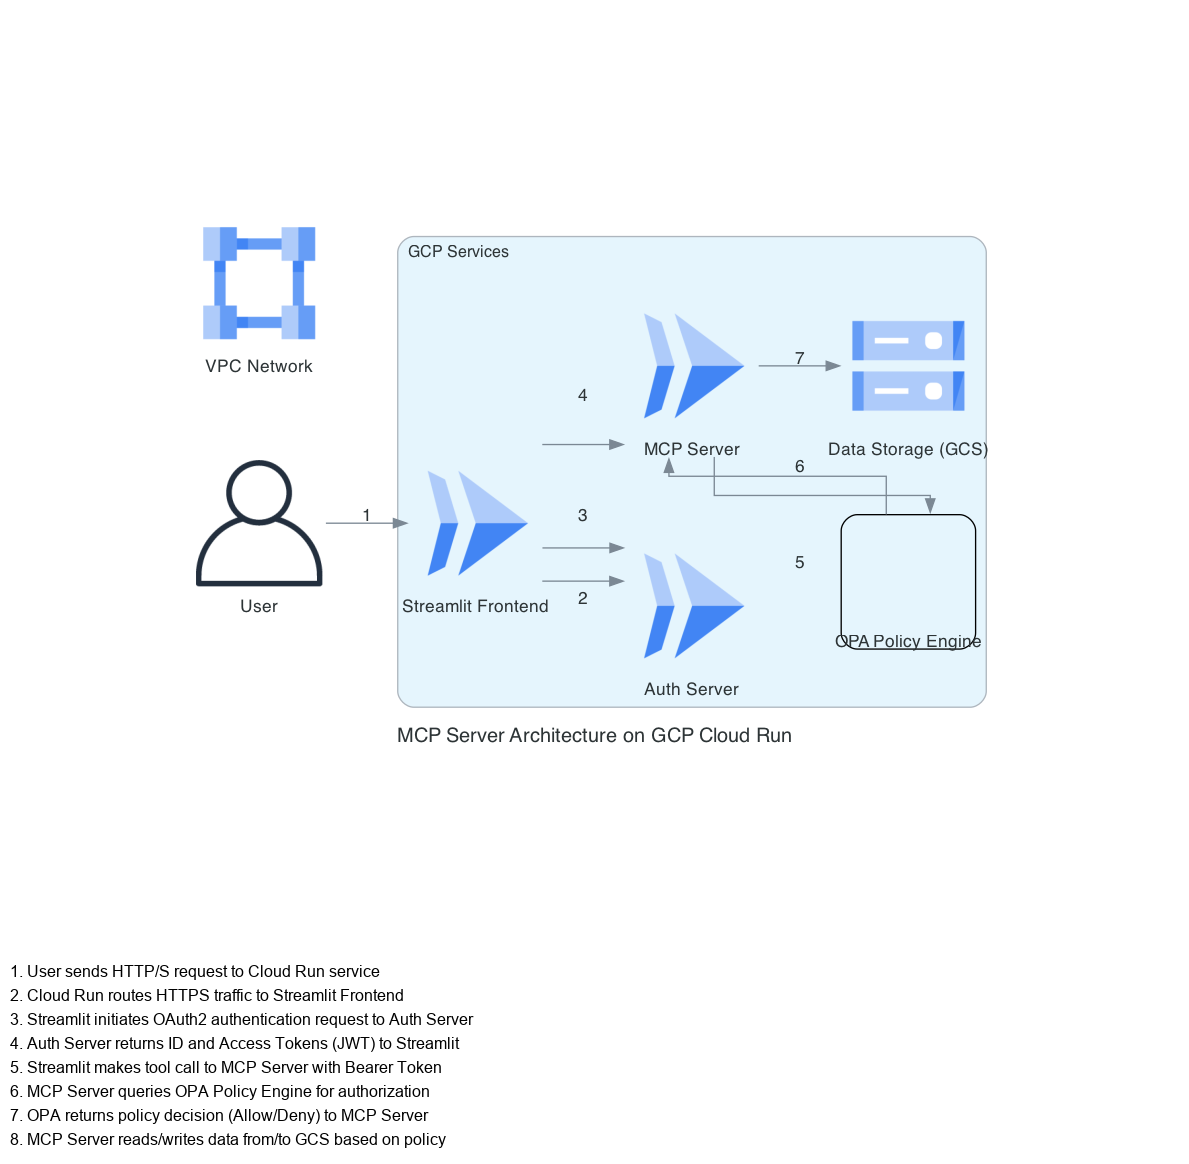 GCP Services
VPC Network
4
7
MCP Server
Data Storage (GCS)
6
1
3
5
2
User
Streamlit Frontend
OPA Policy Engine
Auth Server
MCP Server Architecture on GCP Cloud Run
1. User sends HTTP/S request to Cloud Run service
2. Cloud Run routes HTTPS traffic to Streamlit Frontend
3. Streamlit initiates OAuth2 authentication request to Auth Server
4. Auth Server returns ID and Access Tokens (JWT) to Streamlit
5. Streamlit makes tool call to MCP Server with Bearer Token
6. MCP Server queries OPA Policy Engine for authorization
7. OPA returns policy decision (Allow/Deny) to MCP Server
8. MCP Server reads/writes data from/to GCS based on policy